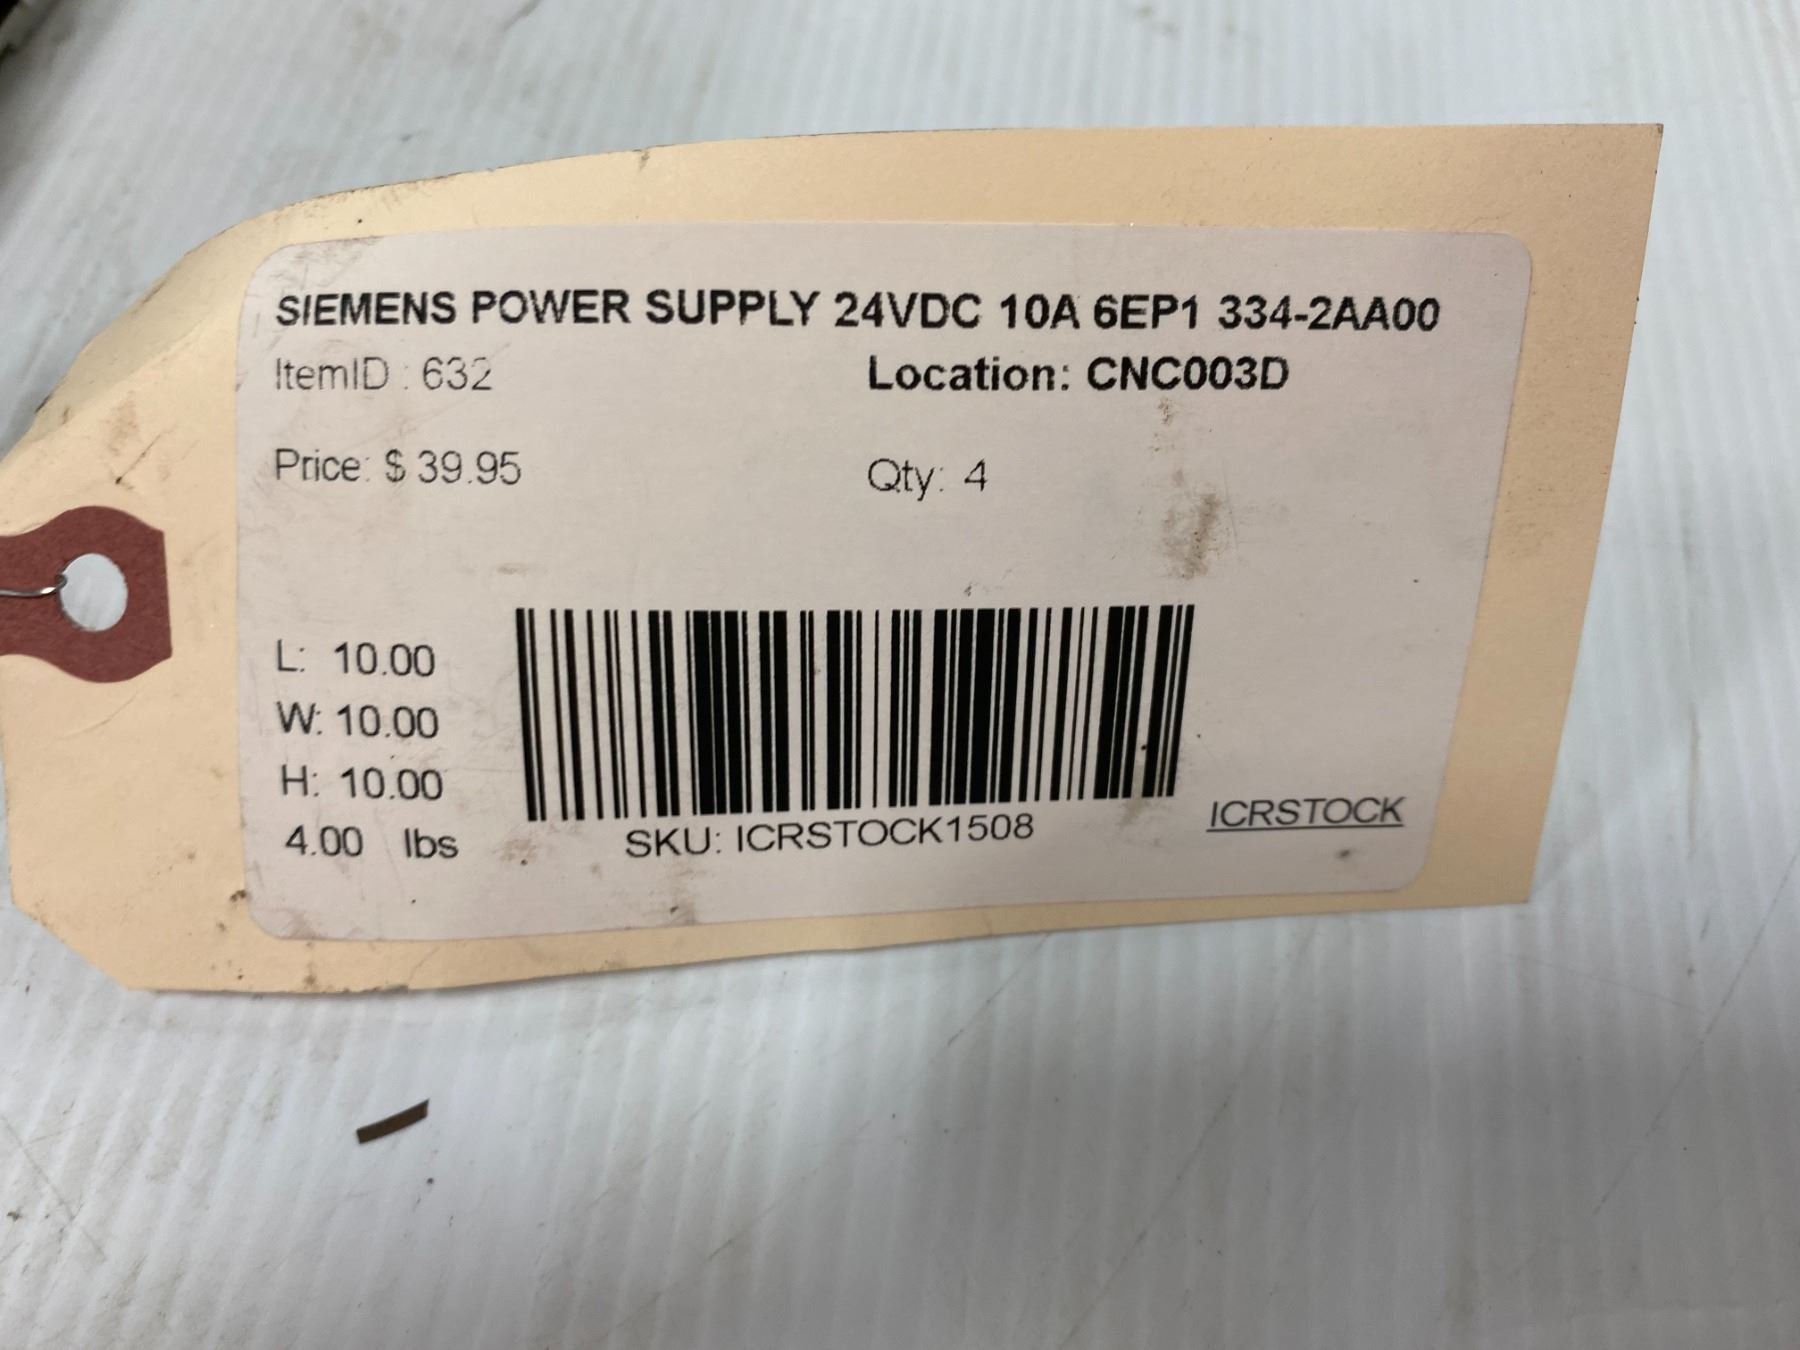 SIEMENS POWER SUPPLY 24VDC 10A 6EP1 334-2AA00
ItemID : 632 Location: CNC003D
Price: $ 39.95 Qty: 4
L: 10.00
W: 10.00
H: 10.00
4.00 lbs
SKU: ICRSTOCK1508
ICRSTOCK